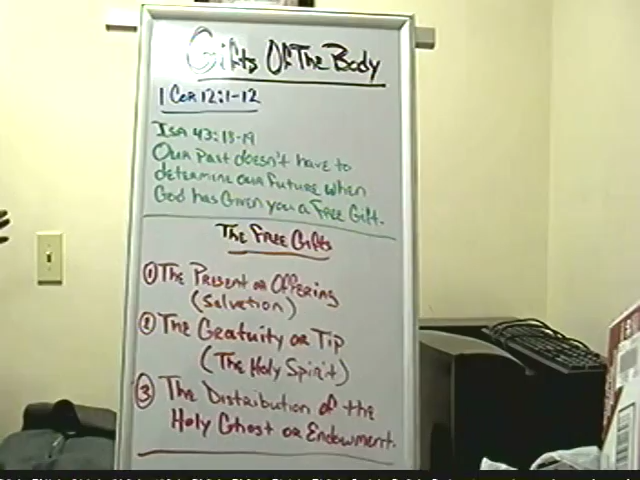 Gifts Of The Body
1 Cor 12:1-12
Isa 43:18-19
Our Past doesn't have to
determine our Future when
God has Given you a Free Gift.
The Free Gifts
① The Present or Offering
(Salvation)
② The Gratuity or Tip
(The Holy Spirit)
③ The Distribution of the
Holy Ghost or Endowment.